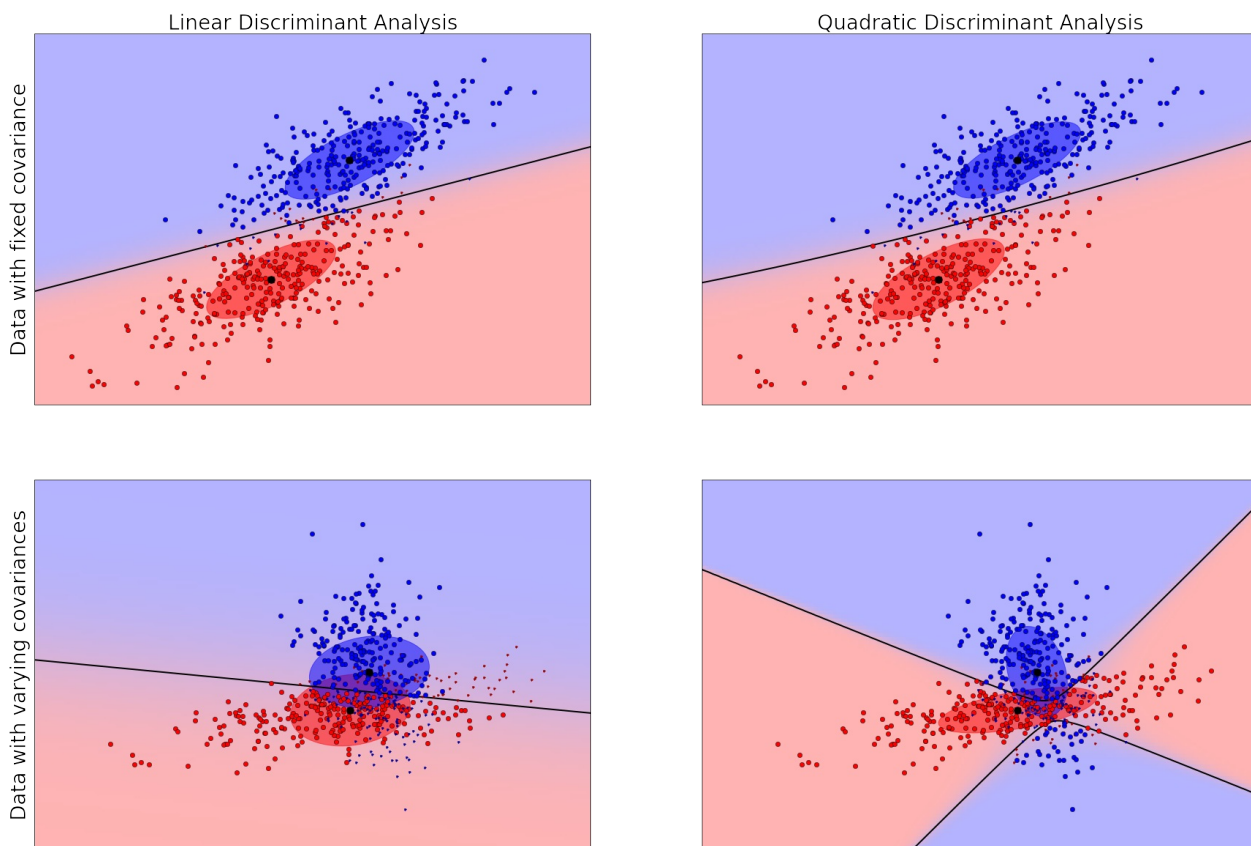 Linear Discriminant Analysis
Quadratic Discriminant Analysis
Data with fixed covariance
Data with varying covariances